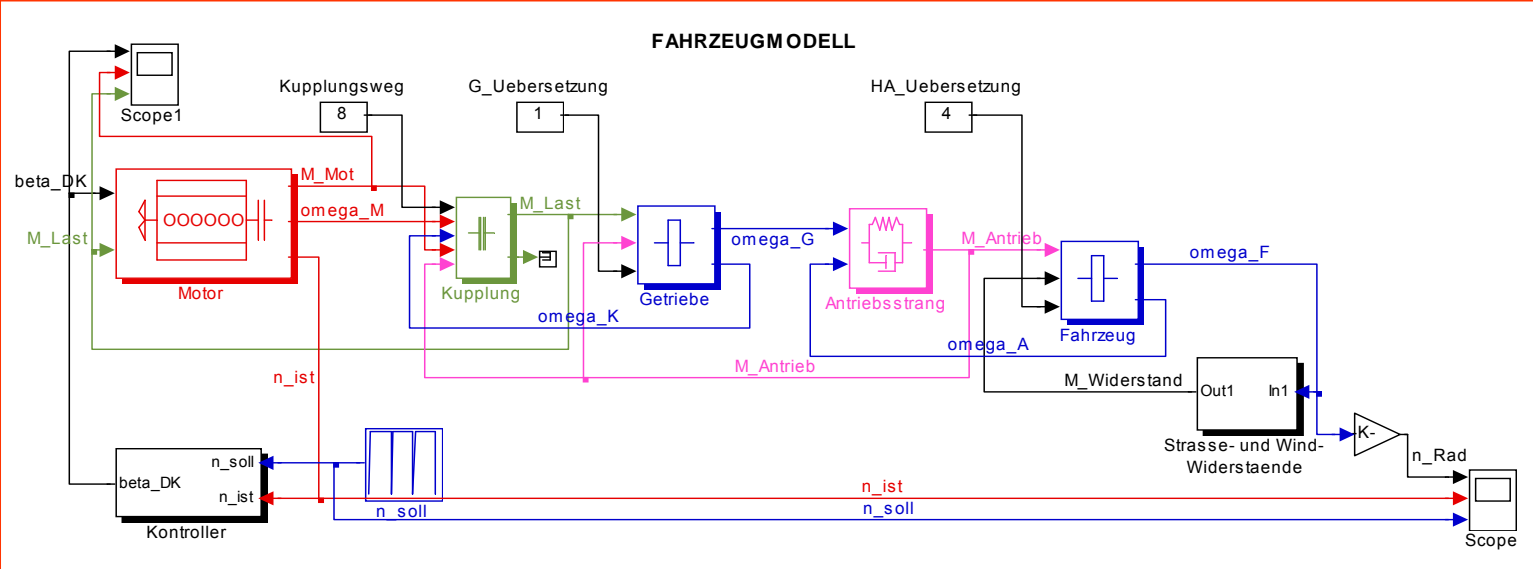 FAHRZEUGMODELL
Scope1
Kupplungsweg
8
G_Uebersetzung
1
HA_Uebersetzung
4
beta_DK
M_Last
OOOOOO
Motor
M_Mot
omega_M
M_Last
Kupplung
omega_K
Getriebe
omega_G
Antriebsstrang
M_Antrieb
omega_F
Fahrzeug
omega_A
M_Antrieb
n_ist
M_Widerstand
Out1
In1
Strasse- und Wind-
Widerstaende
K-
n_Rad
beta_DK
n_soll
n_ist
Kontroller
n_soll
n_ist
n_soll
Scope